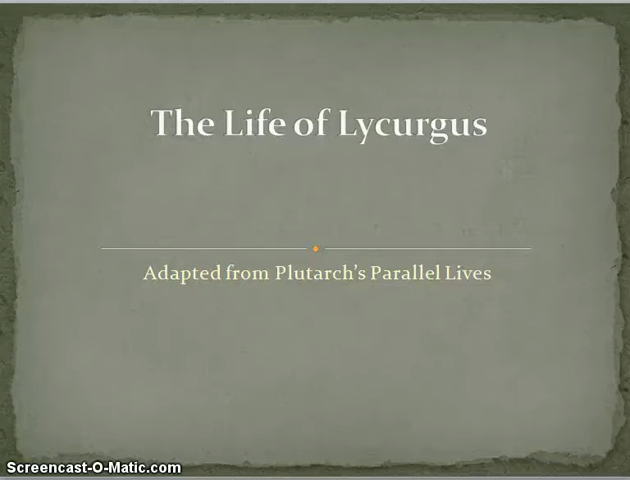 The Life of Lycurgus
Adapted from Plutarch's Parallel Lives
Screencast-O-Matic.com